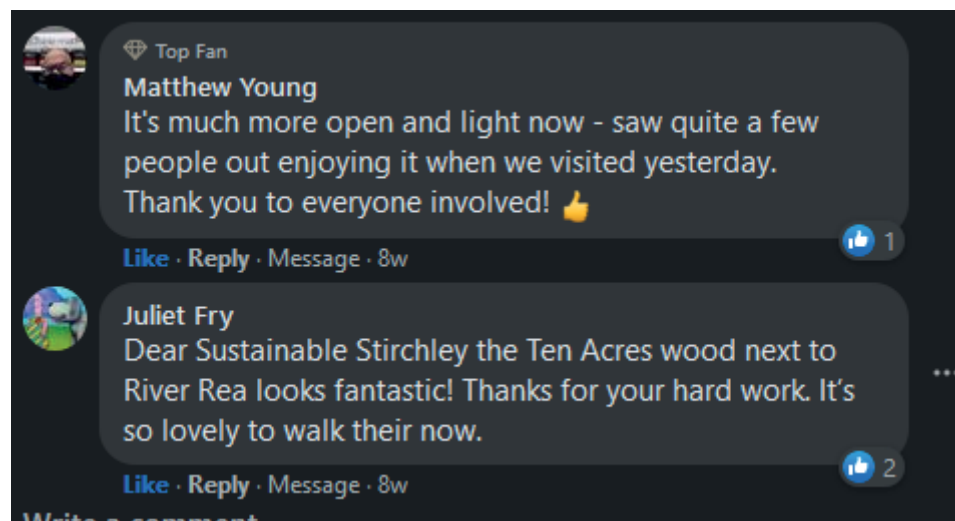 Top Fan
Matthew Young
It's much more open and light now - saw quite a few
people out enjoying it when we visited yesterday.
Thank you to everyone involved! 👍
1
Like · Reply · Message · 8w
Juliet Fry
Dear Sustainable Stirchley the Ten Acres wood next to
River Rea looks fantastic! Thanks for your hard work. It's
so lovely to walk their now.
2
Like · Reply · Message · 8w
Write a comment